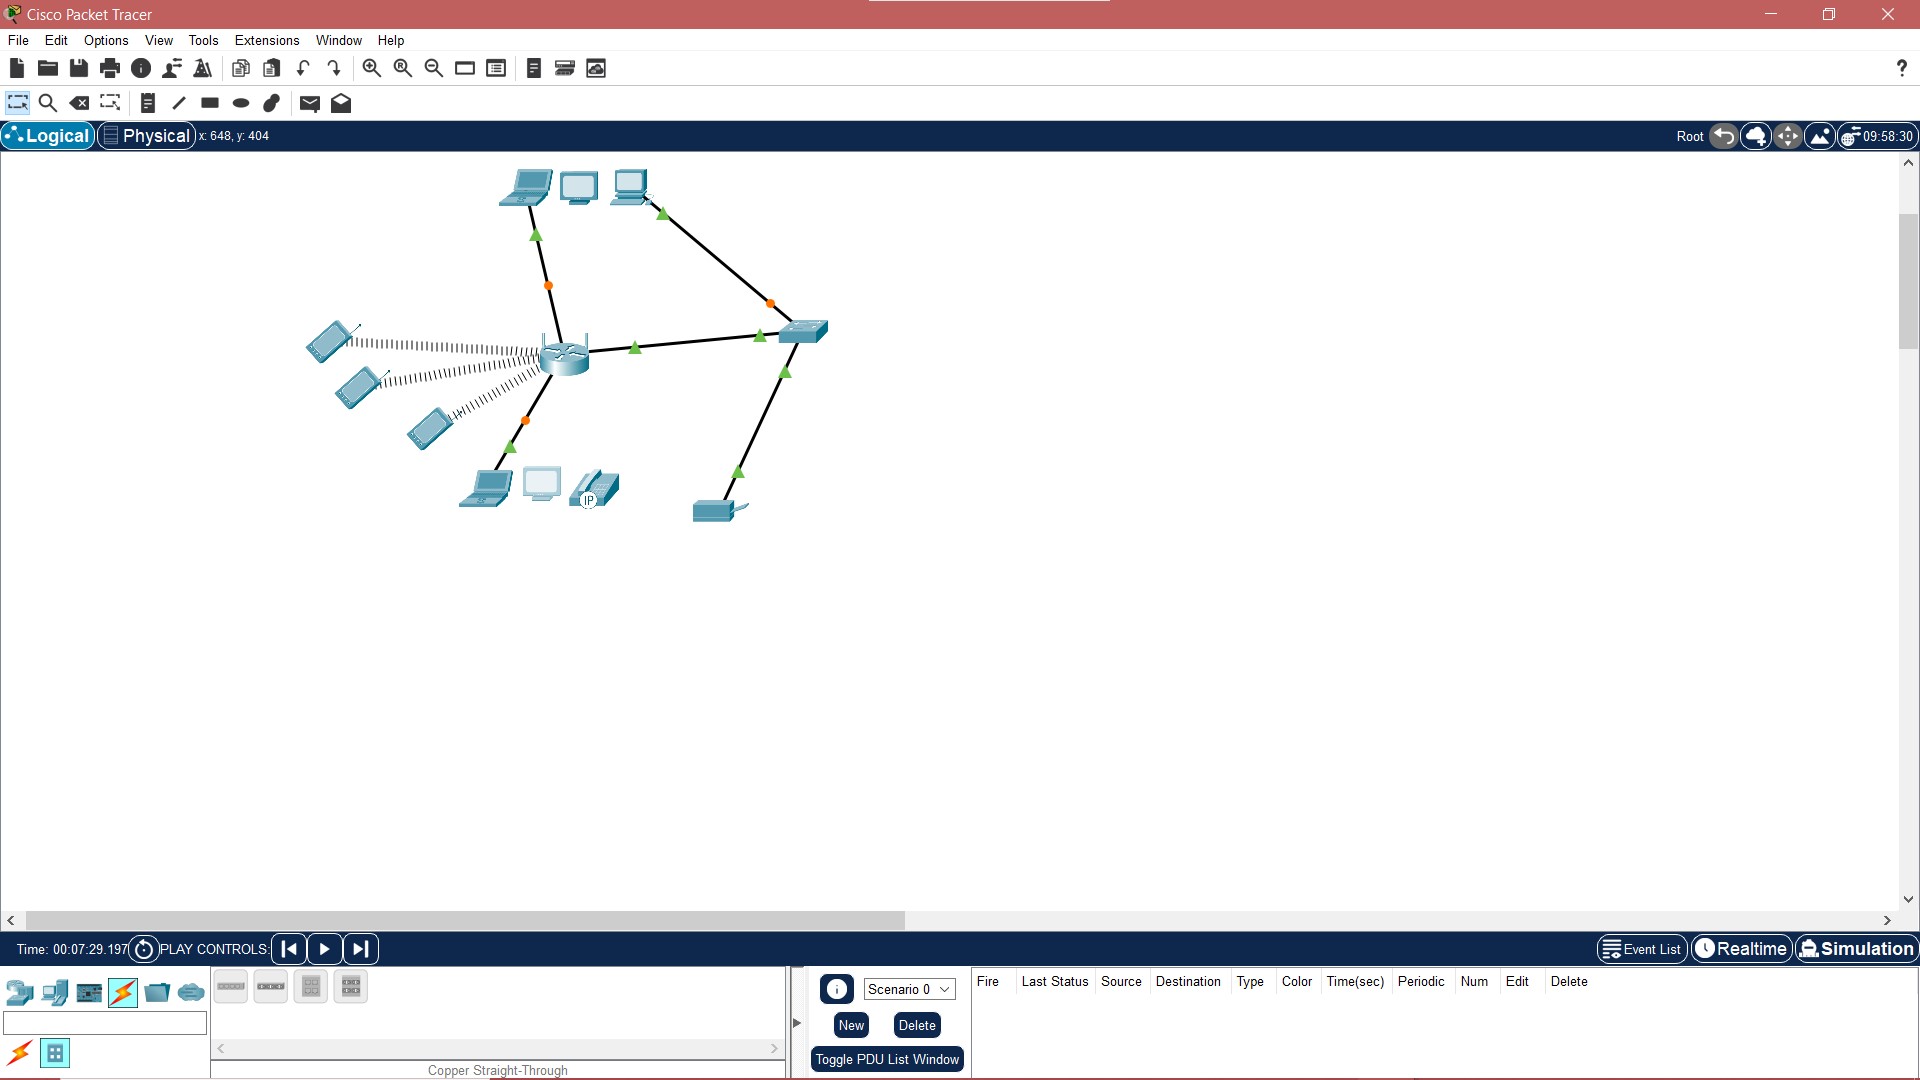 Cisco Packet Tracer
File Edit Options View Tools Extensions Window Help
?
Logical Physical x: 648, y: 404 Root 09:58:30
IP
Time: 00:07:29.197 PLAY CONTROLS: Event List Realtime Simulation
Scenario 0
New Delete
Toggle PDU List Window
Fire Last Status Source Destination Type Color Time(sec) Periodic Num Edit Delete
Copper Straight-Through